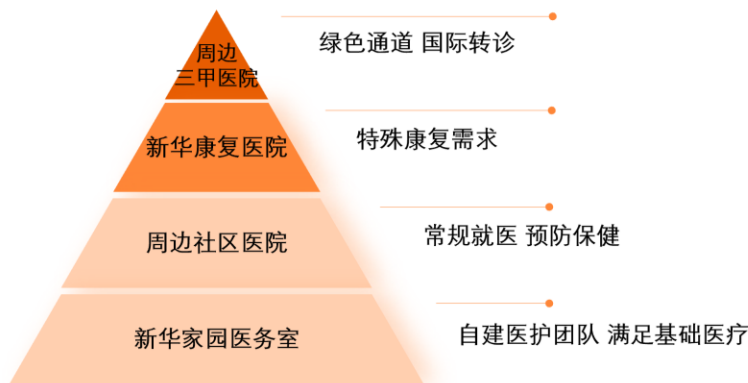 周边
三甲医院
绿色通道 国际转诊
新华康复医院
特殊康复需求
周边社区医院
常规就医 预防保健
新华家园医务室
自建医护团队 满足基础医疗